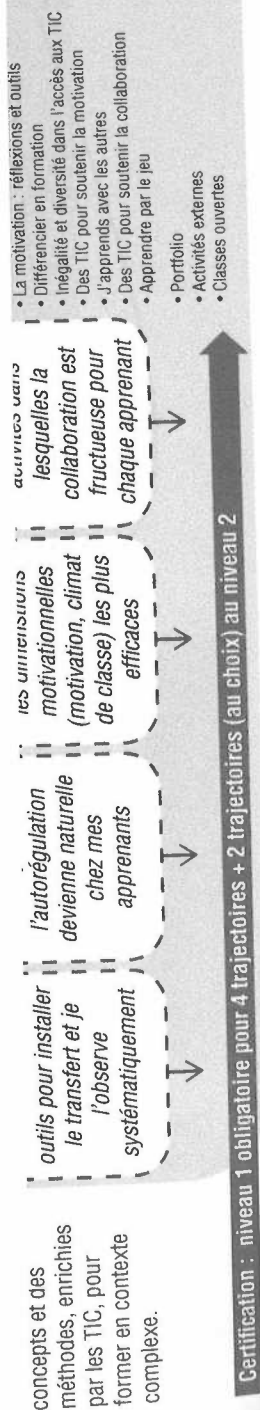 concepts et des
méthodes, enrichies
par les TIC, pour
former en contexte
complexe.
outils pour installer
le transfert et je
l'observe
systématiquement
l'autorégulation
devienne naturelle
chez mes
apprenants
les dimensions
motivationnelles
(motivation, climat
de classe) les plus
efficaces
activités dans
lesquelles la
collaboration est
fructueuse pour
chaque apprenant
• La motivation : réflexions et outils
• Différencier en formation
• Inégalité et diversité dans l'accès aux TIC
• Des TIC pour soutenir la motivation
• J'apprends avec les autres
• Des TIC pour soutenir la collaboration
• Apprendre par le jeu
• Portfolio
• Activités externes
• Classes ouvertes
Certification : niveau 1 obligatoire pour 4 trajectoires + 2 trajectoires (au choix) au niveau 2